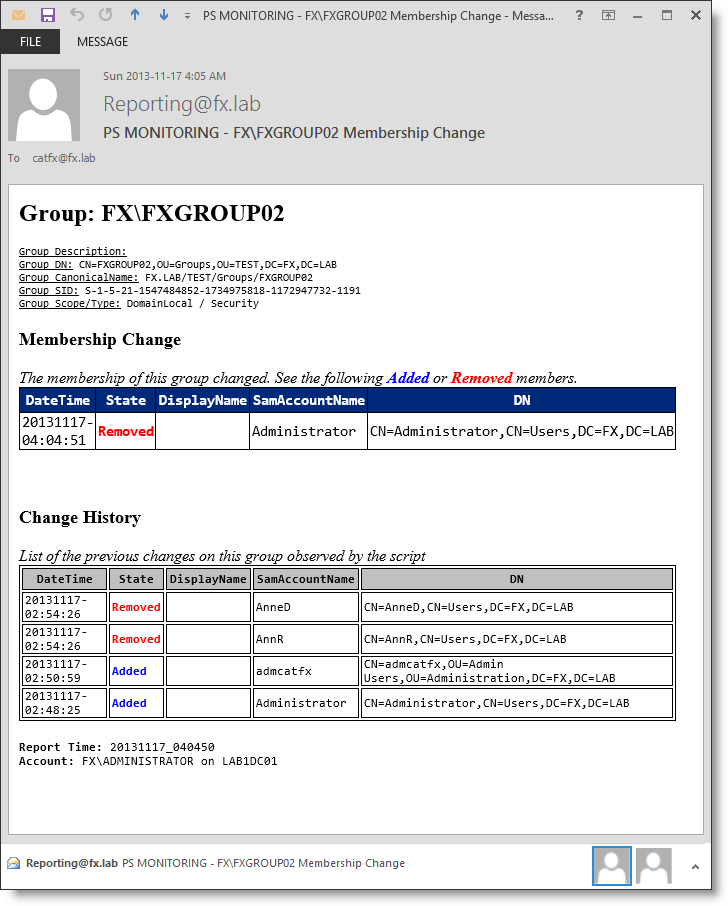 PS MONITORING - FX\FXGROUP02 Membership Change - Messa... ?
FILE MESSAGE
Sun 2013-11-17 4:05 AM
Reporting@fx.lab
PS MONITORING - FX\FXGROUP02 Membership Change
To catfx@fx.lab
Group: FX\FXGROUP02
Group Description:
Group DN: CN=FXGROUP02,OU=Groups,OU=TEST,DC=FX,DC=LAB
Group CanonicalName: FX.LAB/TEST/Groups/FXGROUP02
Group SID: S-1-5-21-1547484852-1734975818-1172947732-1191
Group Scope/Type: DomainLocal / Security
Membership Change
The membership of this group changed. See the following Added or Removed members.
DateTime State DisplayName SamAccountName DN
20131117-
04:04:51 Removed Administrator CN=Administrator,CN=Users,DC=FX,DC=LAB
Change History
List of the previous changes on this group observed by the script
DateTime State DisplayName SamAccountName DN
20131117-
02:54:26 Removed AnneD CN=AnneD,CN=Users,DC=FX,DC=LAB
20131117-
02:54:26 Removed AnnR CN=AnnR,CN=Users,DC=FX,DC=LAB
20131117-
02:50:59 Added admcatfx CN=admcatfx,OU=Admin
Users,OU=Administration,DC=FX,DC=LAB
20131117-
02:48:25 Added Administrator CN=Administrator,CN=Users,DC=FX,DC=LAB
Report Time: 20131117_040450
Account: FX\ADMINISTRATOR on LAB1DC01
Reporting@fx.lab PS MONITORING - FX\FXGROUP02 Membership Change